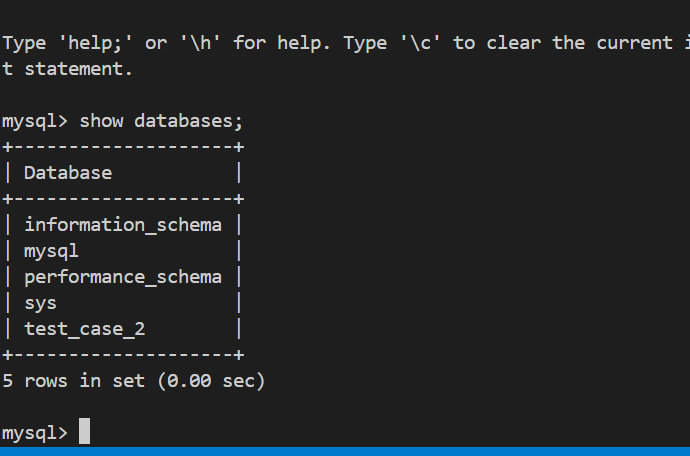 Type 'help;' or '\h' for help. Type '\c' to clear the current i
t statement.
mysql> show databases;
+--------------------+
| Database           |
+--------------------+
| information_schema |
| mysql              |
| performance_schema |
| sys                |
| test_case_2        |
+--------------------+
5 rows in set (0.00 sec)
mysql>